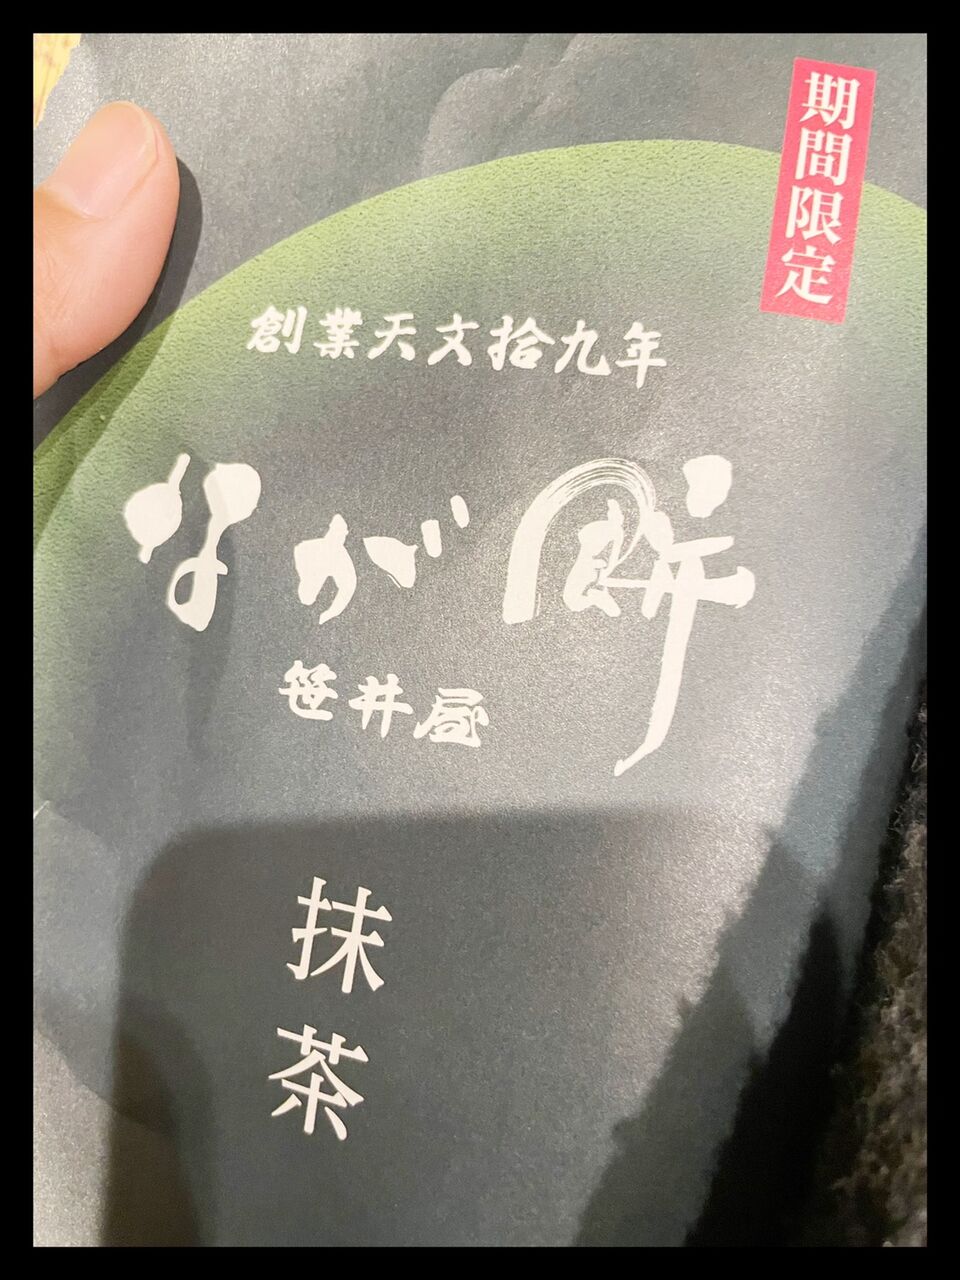 期間限定
創業天文拾九年
なが餅
笹井屋
抹茶